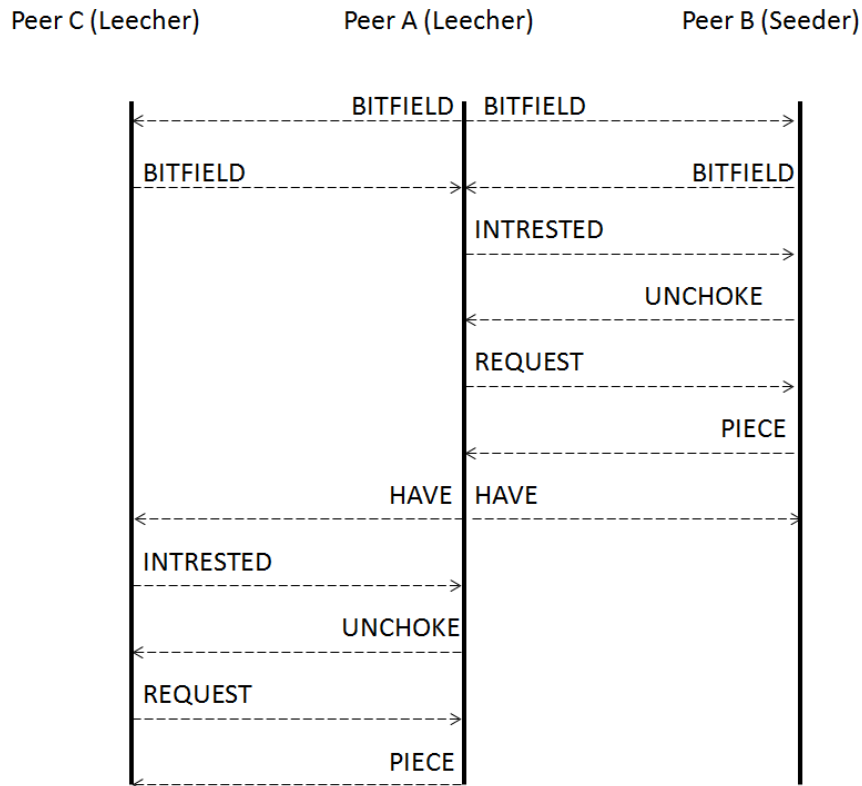 Peer C (Leecher) Peer A (Leecher) Peer B (Seeder)
BITFIELD BITFIELD
BITFIELD BITFIELD
INTRESTED
UNCHOKE
REQUEST
PIECE
HAVE HAVE
INTRESTED
UNCHOKE
REQUEST
PIECE